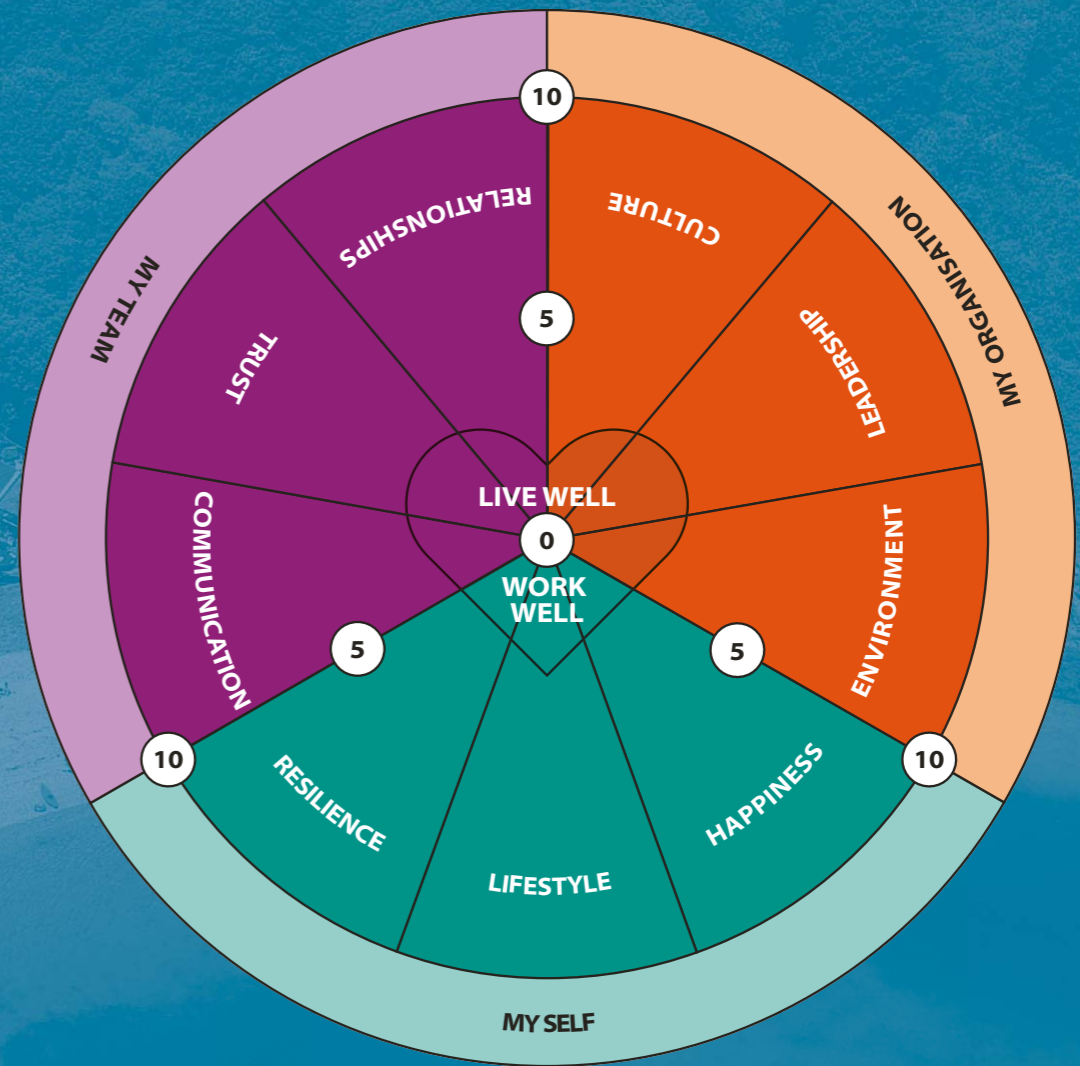 MY TEAM
MY ORGANISATION
MY SELF
RELATIONSHIPS
CULTURE
TRUST
LEADERSHIP
COMMUNICATION
ENVIRONMENT
RESILIENCE
LIFESTYLE
HAPPINESS
10
5
LIVE WELL
0
WORK
WELL
5
5
10
10